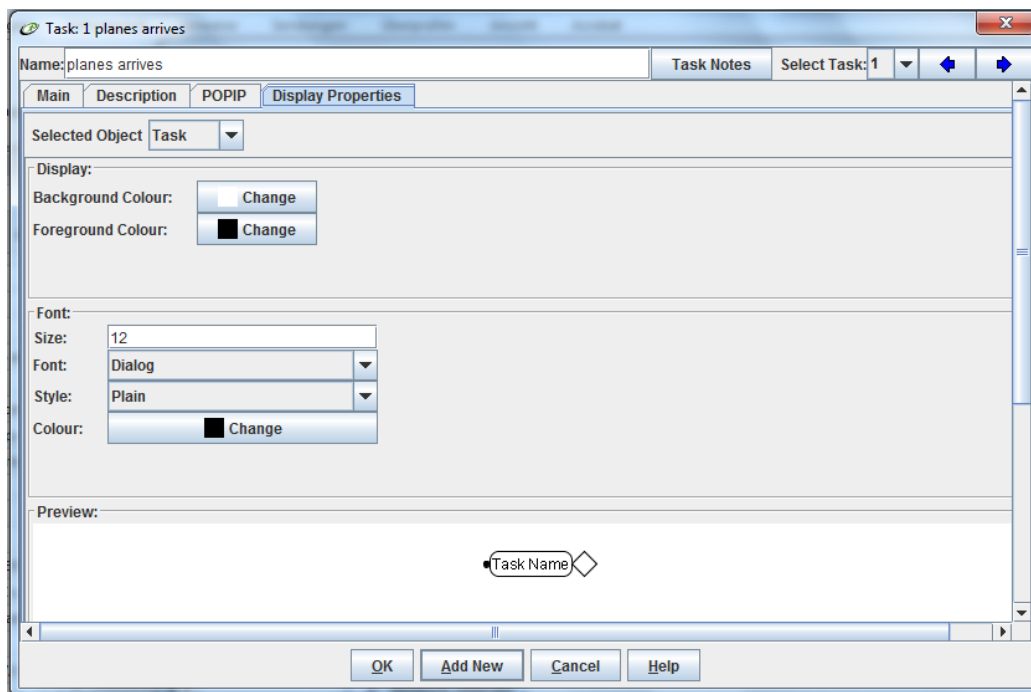 Task: 1 planes arrives
Name: planes arrives Task Notes Select Task: 1
Main Description POPIP Display Properties
Selected Object Task
Display:
Background Colour: Change
Foreground Colour: Change
Font:
Size: 12
Font: Dialog
Style: Plain
Colour: Change
Preview:
Task Name
OK Add New Cancel Help